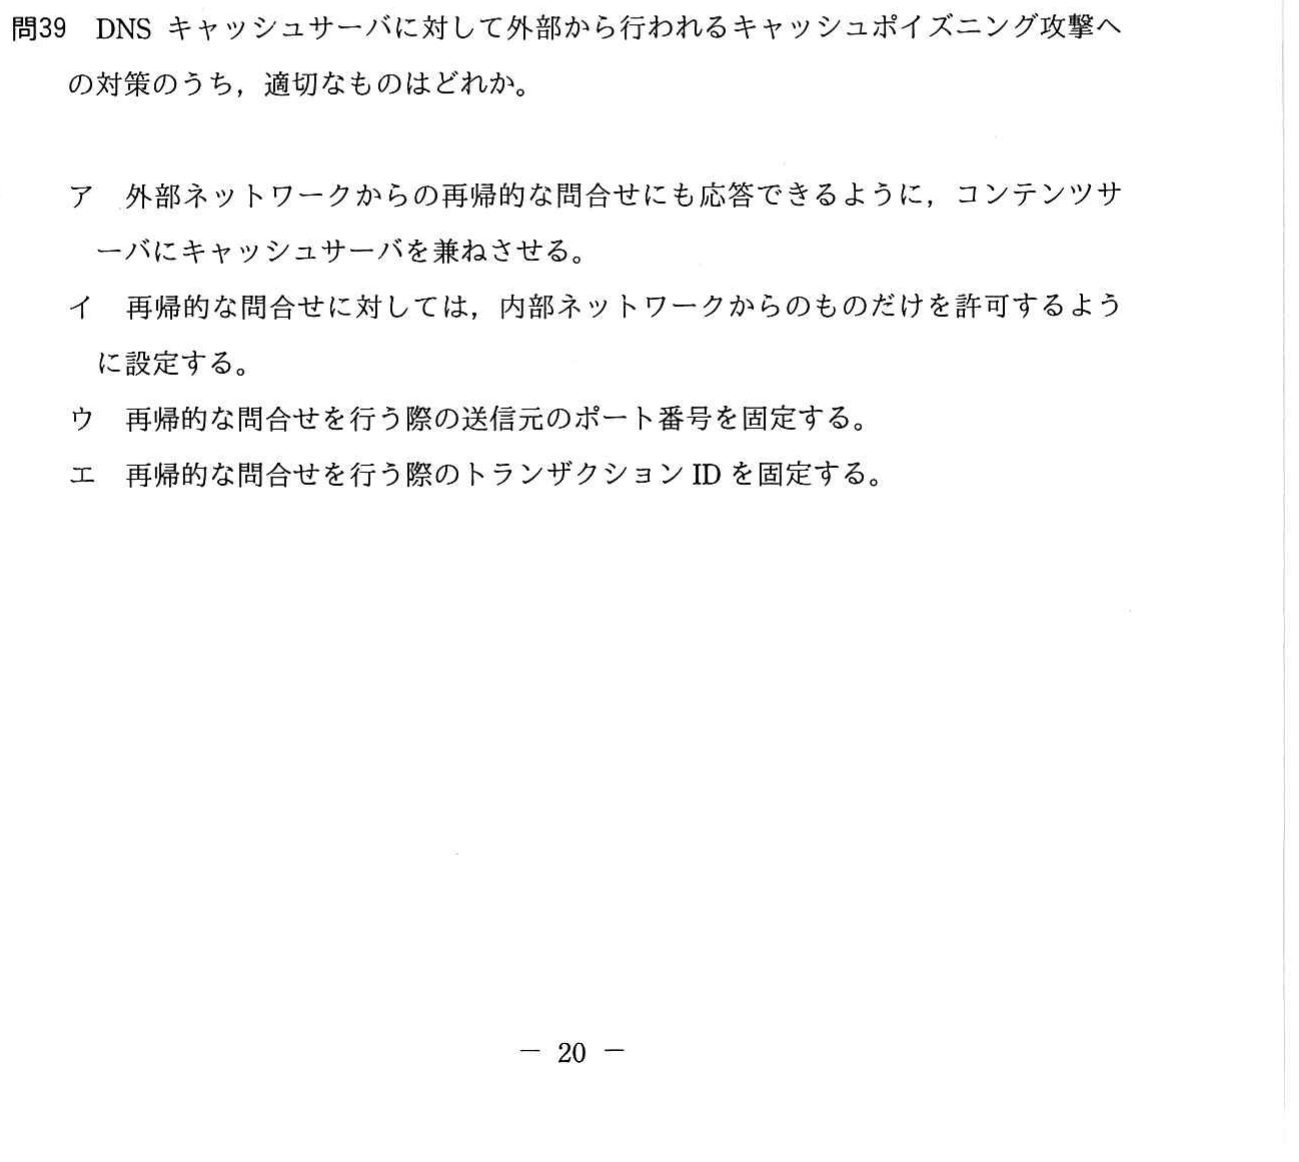 問39 DNS キャッシュサーバに対して外部から行われるキャッシュポイズニング攻撃へ
の対策のうち，適切なものはどれか。
ア 外部ネットワークからの再帰的な問合せにも応答できるように，コンテンツサ
ーバにキャッシュサーバを兼ねさせる。
イ 再帰的な問合せに対しては，内部ネットワークからのものだけを許可するよう
に設定する。
ウ 再帰的な問合せを行う際の送信元のポート番号を固定する。
エ 再帰的な問合せを行う際のトランザクション ID を固定する。
－ 20 －